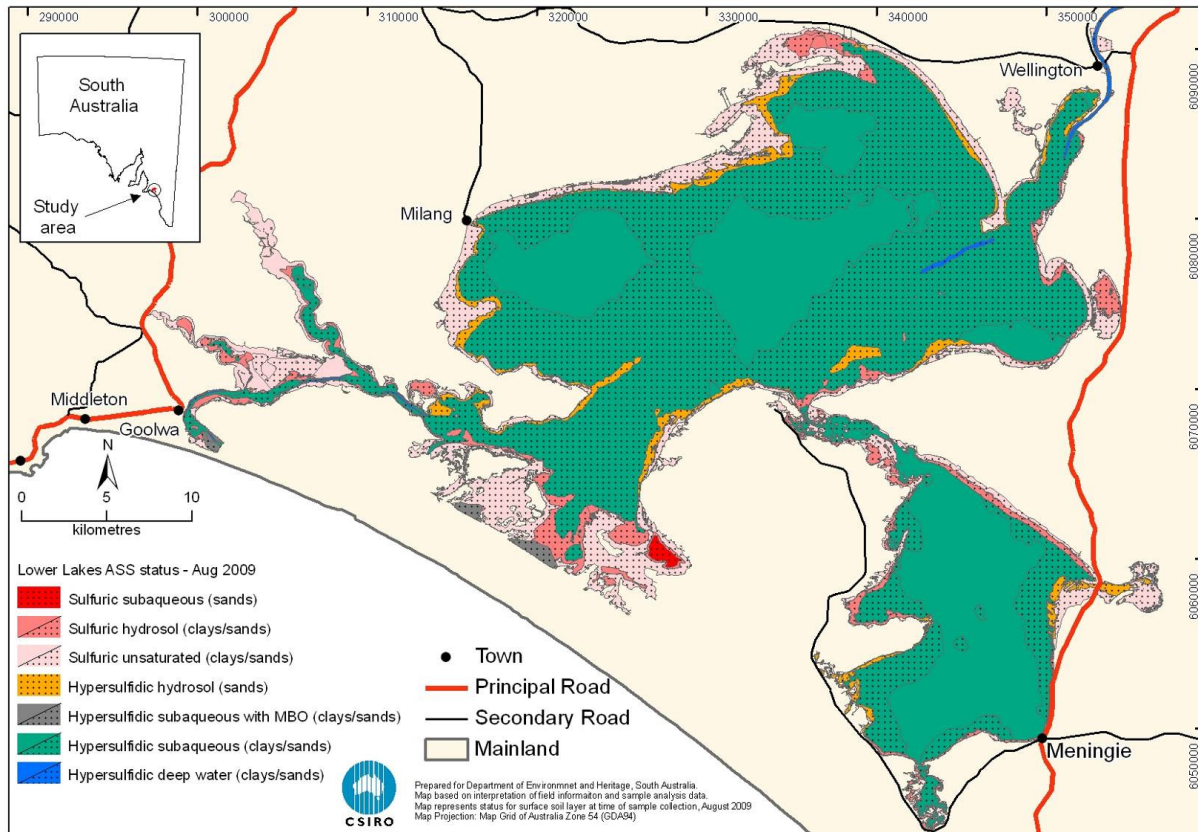 290000
300000
310000
320000
330000
340000
350000
South
Australia
Study
area
Wellington
6090000
Milang
6080000
Middleton
Goolwa
6070000
N
0 5 10
kilometres
6060000
Lower Lakes ASS status - Aug 2009
Sulfuric subaqueous (sands)
Sulfuric hydrosol (clays/sands)
Sulfuric unsaturated (clays/sands)
Hypersulfidic hydrosol (sands)
Hypersulfidic subaqueous with MBO (clays/sands)
Hypersulfidic subaqueous (clays/sands)
Hypersulfidic deep water (clays/sands)
Town
Principal Road
Secondary Road
Mainland
Meningie
6050000
CSIRO
Prepared for Department of Environmnet and Heritage, South Australia.
Map based on interpretation of field informaiton and sample analysis data.
Map represents status for surface soil layer at time of sample collection, August 2009
Map Projection: Map Grid of Australia Zone 54 (GDA94)